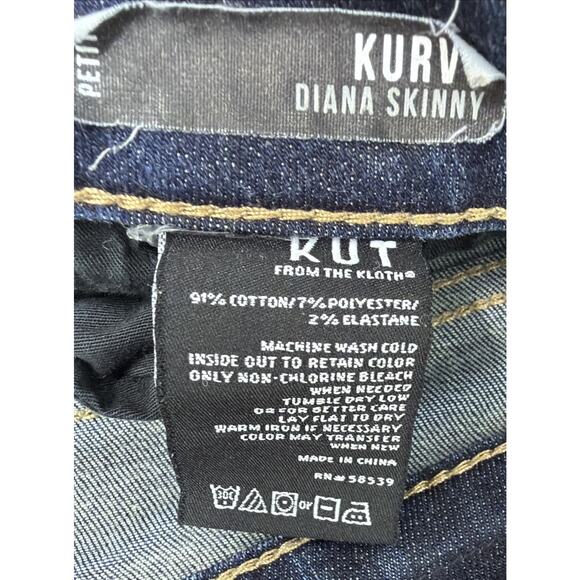 PETIT
KURV
DIANA SKINNY
KUT
FROM THE KLOTH®
91% COTTON/7% POLYESTER/
2% ELASTANE
MACHINE WASH COLD
INSIDE OUT TO RETAIN COLOR
ONLY NON-CHLORINE BLEACH
WHEN NEEDED
TUMBLE DRY LOW
OR FOR BETTER CARE
LAY FLAT TO DRY
WARM IRON IF NECESSARY
COLOR MAY TRANSFER
WHEN NEW
MADE IN CHINA
RN# 58539
30C or